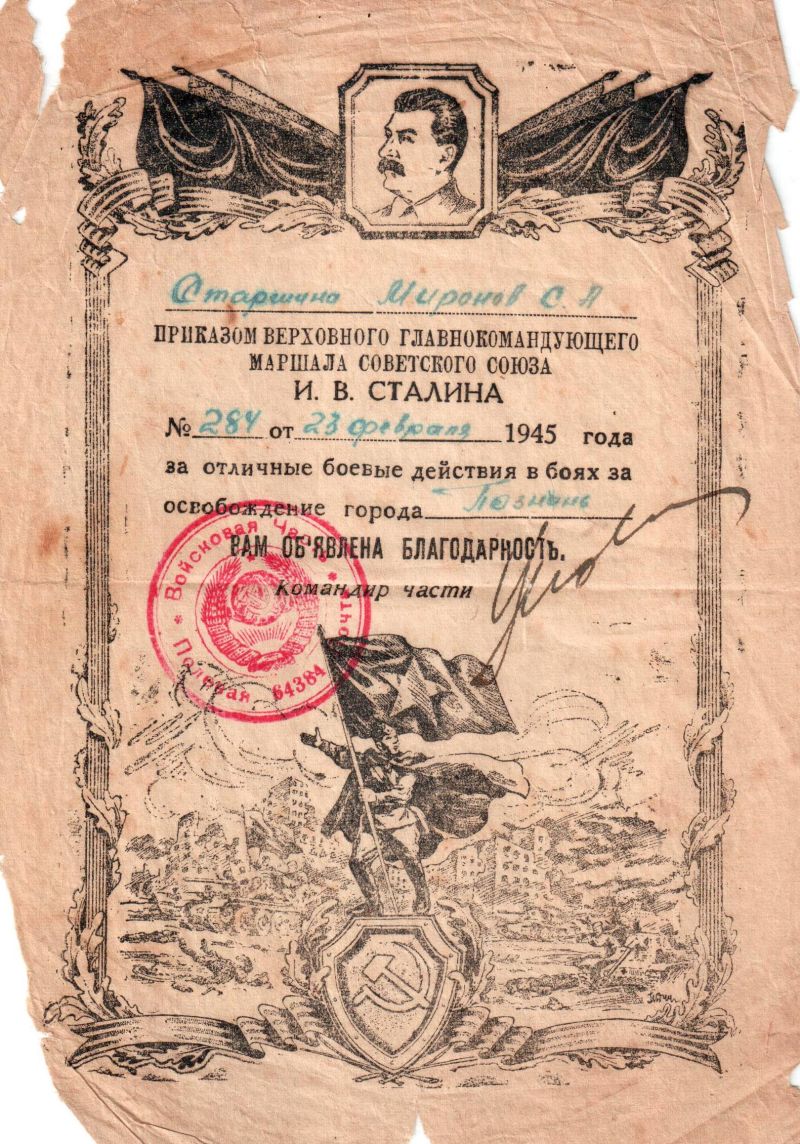 Старшина Миронов С. А
ПРИКАЗОМ ВЕРХОВНОГО ГЛАВНОКОМАНДУЮЩЕГО
МАРШАЛА СОВЕТСКОГО СОЮЗА
И. В. СТАЛИНА
№ 284 от 23 февраля 1945 года
за отличные боевые действия в боях за
освобождение города Познань
ВАМ ОБ'ЯВЛЕНА БЛАГОДАРНОСТЬ.
Командир части
* Войсковая Часть * Полевая 64384